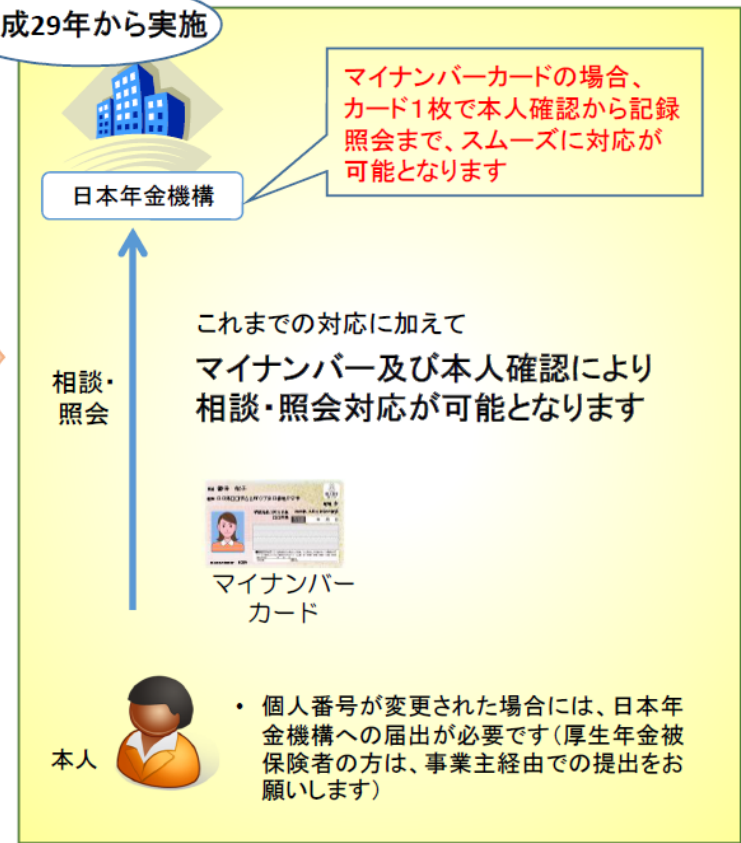 成29年から実施
マイナンバーカードの場合、
カード1枚で本人確認から記録
照会まで、スムーズに対応が
可能となります
日本年金機構
これまでの対応に加えて
マイナンバー及び本人確認により
相談・照会対応が可能となります
相談・
照会
マイナンバー
カード
本人
• 個人番号が変更された場合には、日本年
金機構への届出が必要です(厚生年金被
保険者の方は、事業主経由での提出をお
願いします)